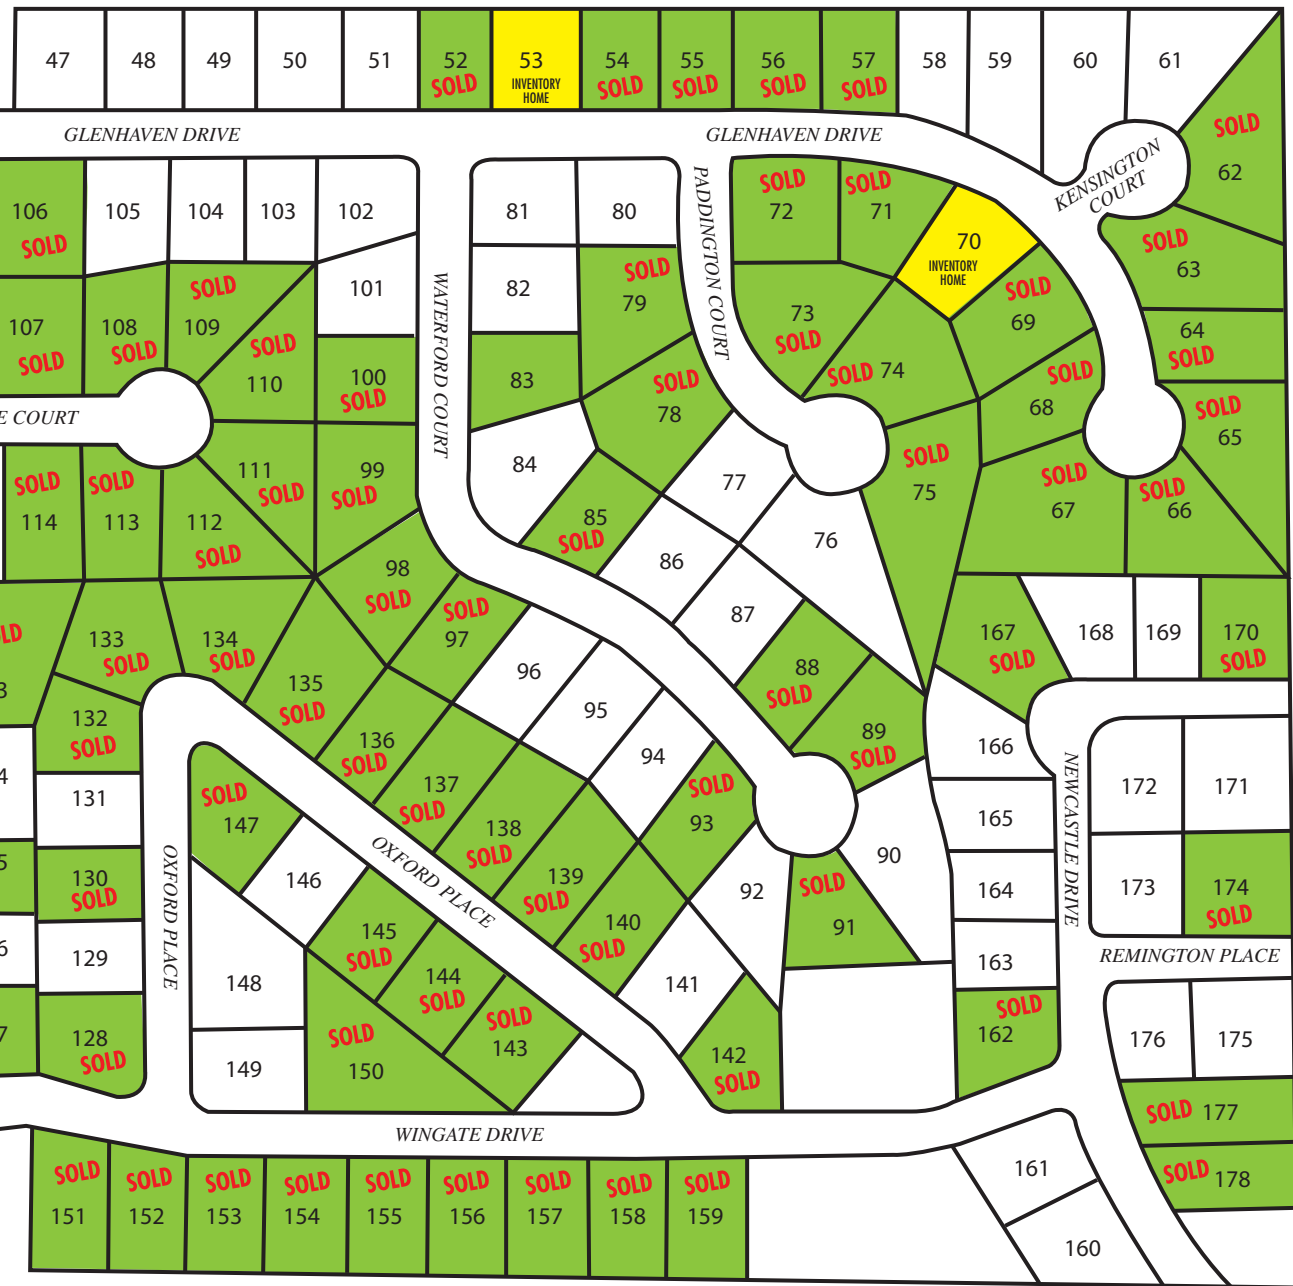 47 48 49 50 51 52 53 54 55 56 57 58 59 60 61
SOLD INVENTORY SOLD SOLD SOLD SOLD
HOME
SOLD
62
GLENHAVEN DRIVE GLENHAVEN DRIVE
KENSINGTON
COURT
106 105 104 103 102 81 80
SOLD
SOLD
72
SOLD
71
70
INVENTORY
HOME
SOLD
63
PADDINGTON COURT
WATERFORD COURT
101 82
SOLD
79
SOLD
109
107
SOLD
108
SOLD
SOLD
110
100
SOLD
83
SOLD
78
73
SOLD
SOLD 74
SOLD
69
SOLD
68
64
SOLD
SOLD
65
E COURT
SOLD
114
SOLD
113
112
SOLD
111
SOLD
99
SOLD
84
85
SOLD
77
76
86
87
SOLD
75
SOLD
67
SOLD
66
98
SOLD
SOLD
97
96
95
94
88
SOLD
89
SOLD
167
SOLD
168
169
170
SOLD
LD
3
133
SOLD
134
SOLD
135
SOLD
132
SOLD
136
SOLD
137
SOLD
138
SOLD
139
SOLD
140
SOLD
SOLD
93
92
90
SOLD
91
166
165
164
163
SOLD
162
NEWCASTLE DRIVE
172 171
173
174
SOLD
REMINGTON PLACE
4
131
5
130
SOLD
6
129
7
128
SOLD
OXFORD PLACE
OXFORD PLACE
SOLD
147
146
145
SOLD
144
SOLD
SOLD
143
148
149
SOLD
150
141
142
SOLD
176 175
SOLD 177
SOLD 178
WINGATE DRIVE
SOLD SOLD SOLD SOLD SOLD SOLD SOLD SOLD SOLD
151 152 153 154 155 156 157 158 159
161
160